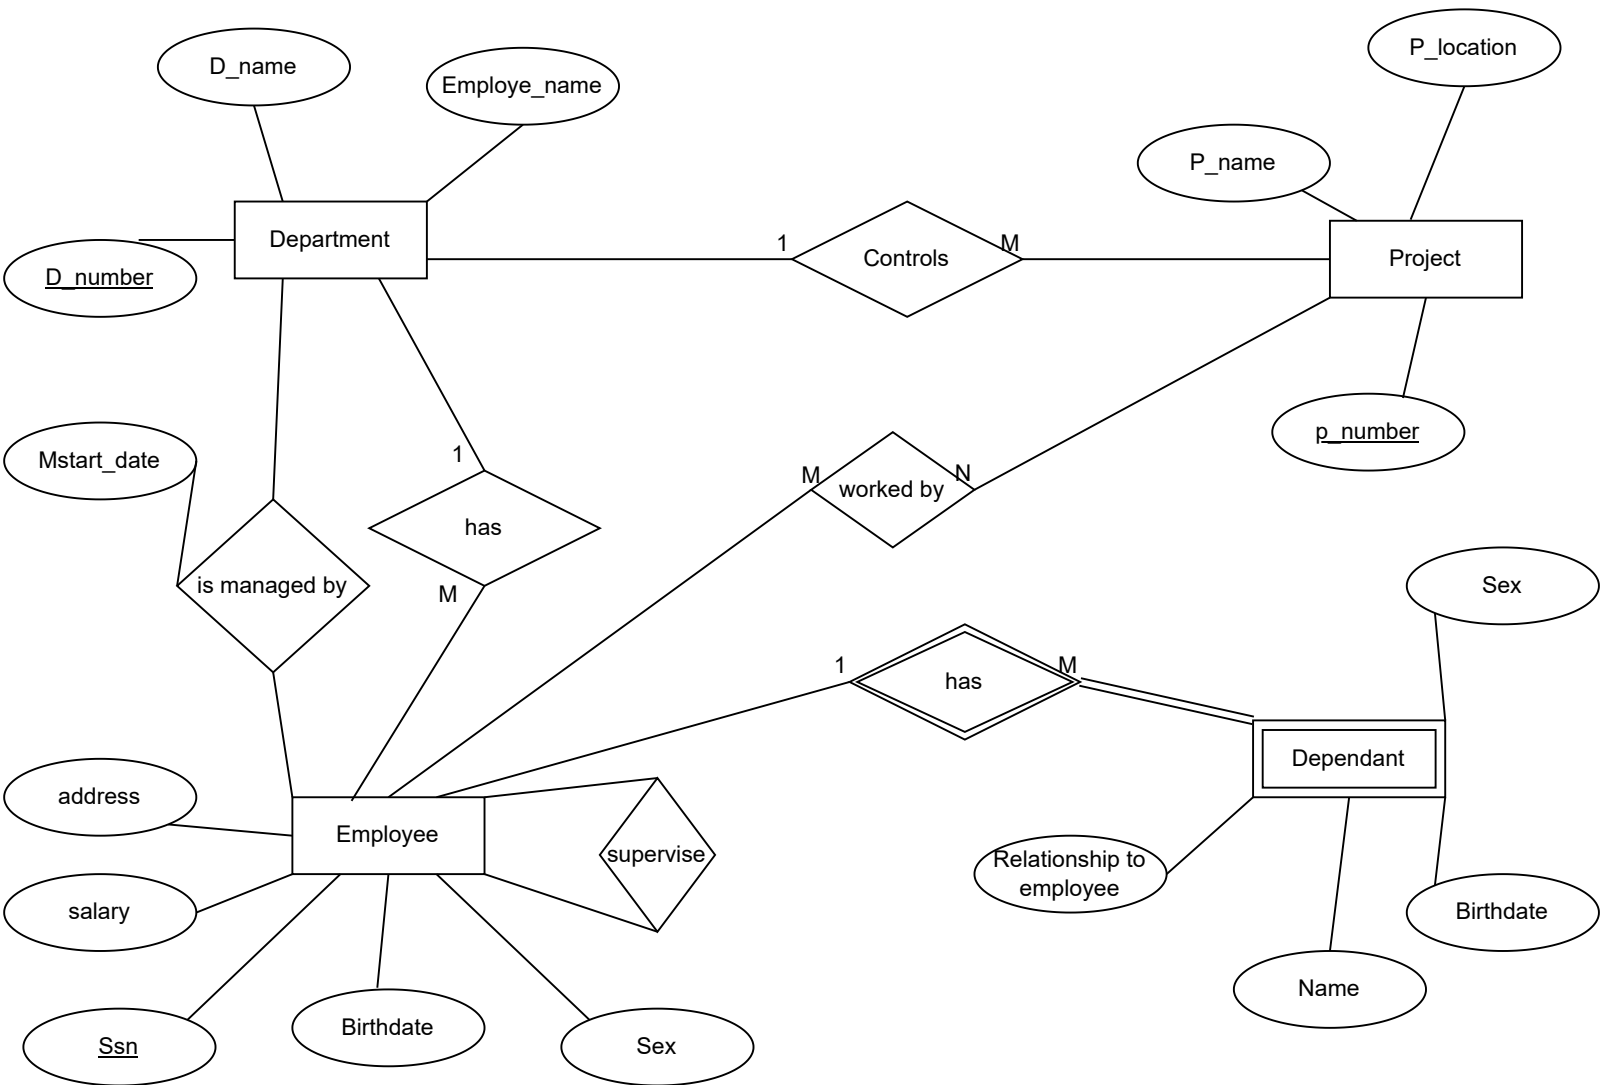 P_location
D_name
Employe_name
P_name
Department
1
Controls
M
Project
D_number
p_number
Mstart_date
1
has
M
M
worked by
N
is managed by
Sex
1
has
M
Dependant
address
Employee
supervise
Relationship to
employee
salary
Birthdate
Name
Ssn
Birthdate
Sex